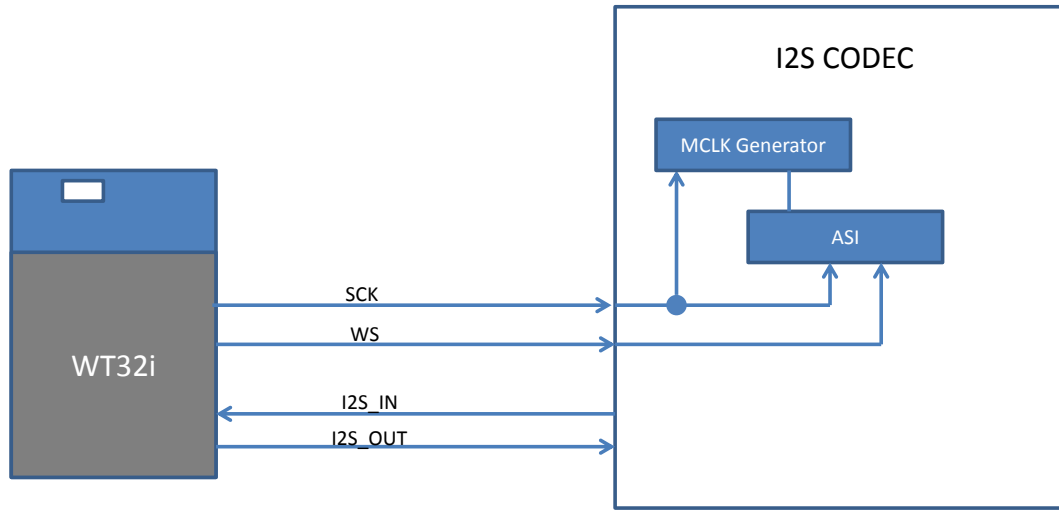 I2S CODEC
MCLK Generator
ASI
SCK
WS
WT32i
I2S_IN
I2S_OUT